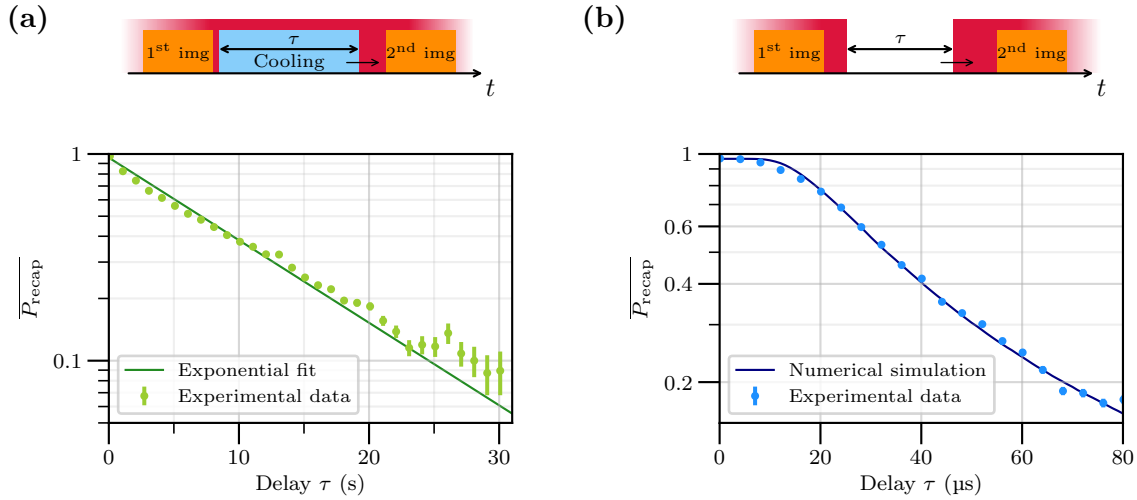 (a)
1st img
τ
Cooling
2nd img
t
1
0.1
P̅recap
0
10
20
30
Delay τ (s)
Exponential fit
Experimental data
(b)
1st img
τ
2nd img
t
1
0.6
0.4
0.2
P̅recap
0
20
40
60
80
Delay τ (µs)
Numerical simulation
Experimental data